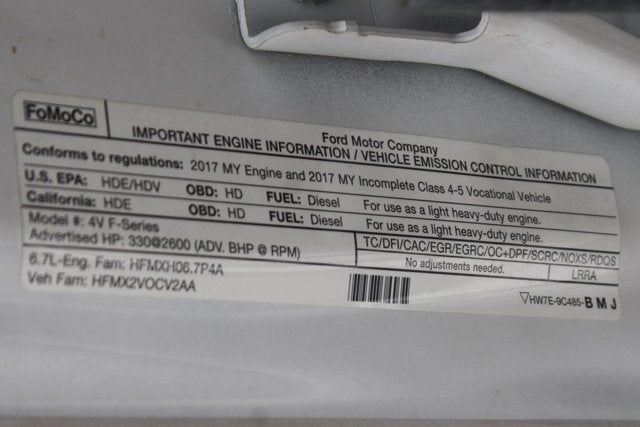 FoMoCo
Ford Motor Company
IMPORTANT ENGINE INFORMATION / VEHICLE EMISSION CONTROL INFORMATION
Conforms to regulations: 2017 MY Engine and 2017 MY Incomplete Class 4-5 Vocational Vehicle
U.S. EPA: HDE/HDV OBD: HD FUEL: Diesel For use as a light heavy-duty engine.
California: HDE OBD: HD FUEL: Diesel For use as a light heavy-duty engine.
Model #: 4V F-Series
Advertised HP: 330@2600 (ADV. BHP @ RPM)
TC/DFI/CAC/EGR/EGRC/OC+DPF/SCRC/NOXS/RDQS
No adjustments needed. LRRA
6.7L-Eng. Fam: HFMXH06.7P4A
Veh Fam: HFMX2VOCV2AA
HW7E-9C485-BMJ